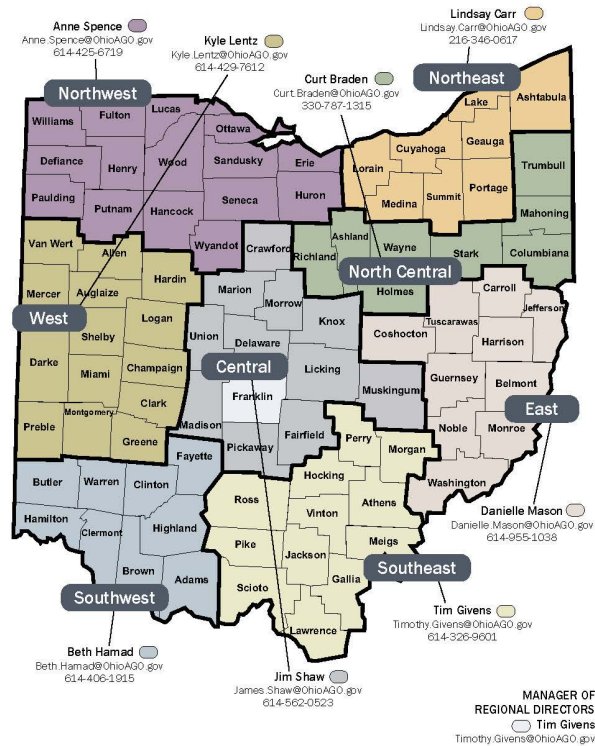 Anne Spence
Anne.Spence@OhioAGO.gov
614-425-6719
Kyle Lentz
Kyle.Lentz@OhioAGO.gov
614-429-7612
Curt Braden
Curt.Braden@OhioAGO.gov
330-787-1315
Lindsay Carr
Lindsay.Carr@OhioAGO.gov
216-346-0617
Northwest
Northeast
Williams
Fulton
Lucas
Ottawa
Defiance
Henry
Wood
Sandusky
Erie
Paulding
Putnam
Hancock
Seneca
Huron
Wyandot
Lake
Ashtabula
Cuyahoga
Geauga
Lorain
Medina
Summit
Portage
Trumbull
Mahoning
Ashland
Wayne
Richland
Stark
Columbiana
North Central
Holmes
Van Wert
Allen
Hardin
Mercer
Auglaize
West
Logan
Shelby
Darke
Miami
Champaign
Clark
Montgomery
Preble
Greene
Crawford
Marion
Morrow
Knox
Union
Delaware
Central
Licking
Franklin
Muskingum
Madison
Fairfield
Pickaway
Carroll
Jefferson
Tuscarawas
Coshocton
Harrison
Guernsey
Belmont
East
Noble
Monroe
Washington
Danielle Mason
Danielle.Mason@OhioAGO.gov
614-955-1038
Fayette
Butler
Warren
Clinton
Hamilton
Clermont
Highland
Brown
Adams
Southwest
Perry
Morgan
Hocking
Ross
Athens
Vinton
Pike
Meigs
Jackson
Scioto
Gallia
Lawrence
Southeast
Tim Givens
Timothy.Givens@OhioAGO.gov
614-326-9601
Beth Hamad
Beth.Hamad@OhioAGO.gov
614-406-1915
Jim Shaw
James.Shaw@OhioAGO.gov
614-562-0523
MANAGER OF
REGIONAL DIRECTORS
Tim Givens
Timothy.Givens@OhioAGO.gov